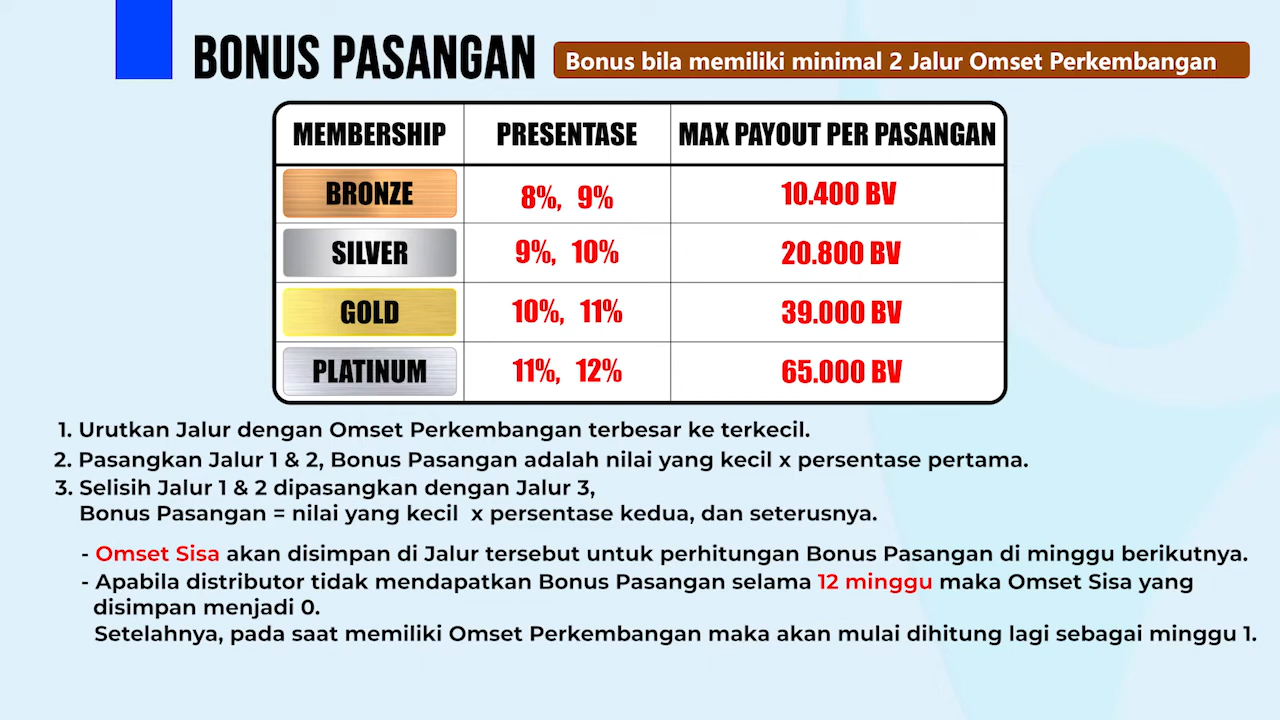 BONUS PASANGAN
Bonus bila memiliki minimal 2 Jalur Omset Perkembangan
MEMBERSHIP PRESENTASE MAX PAYOUT PER PASANGAN
BRONZE 8%, 9% 10.400 BV
SILVER 9%, 10% 20.800 BV
GOLD 10%, 11% 39.000 BV
PLATINUM 11%, 12% 65.000 BV
1. Urutkan Jalur dengan Omset Perkembangan terbesar ke terkecil.
2. Pasangkan Jalur 1 & 2, Bonus Pasangan adalah nilai yang kecil x persentase pertama.
3. Selisih Jalur 1 & 2 dipasangkan dengan Jalur 3,
Bonus Pasangan = nilai yang kecil x persentase kedua, dan seterusnya.
- Omset Sisa akan disimpan di Jalur tersebut untuk perhitungan Bonus Pasangan di minggu berikutnya.
- Apabila distributor tidak mendapatkan Bonus Pasangan selama 12 minggu maka Omset Sisa yang
disimpan menjadi 0.
Setelahnya, pada saat memiliki Omset Perkembangan maka akan mulai dihitung lagi sebagai minggu 1.